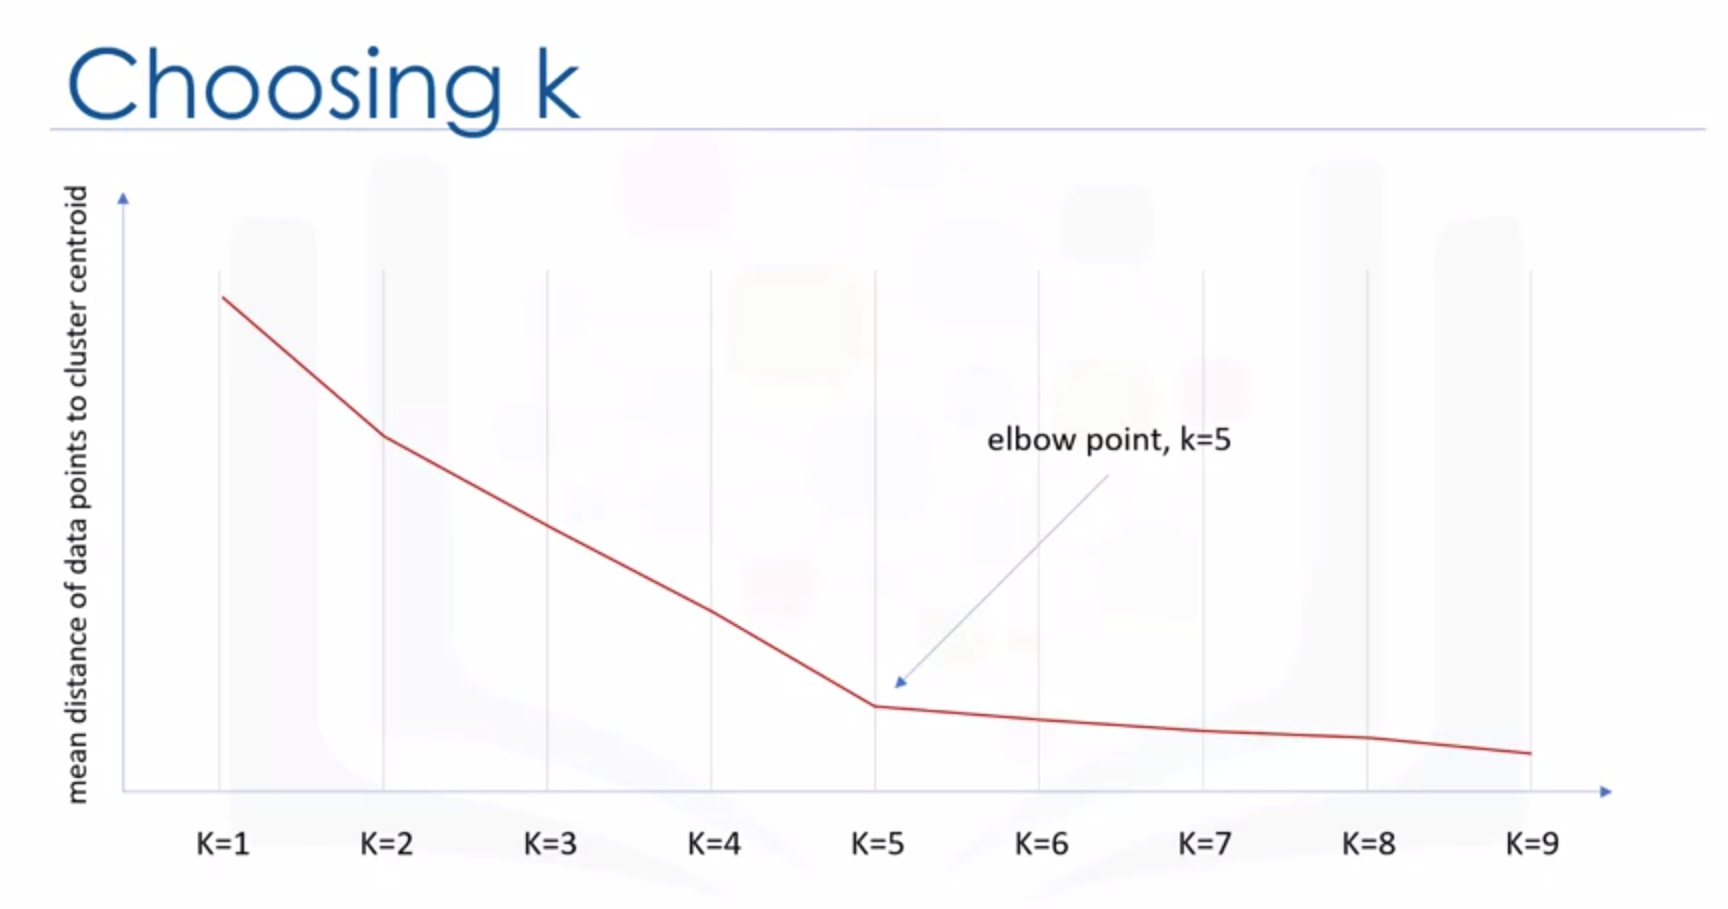 Choosing k
mean distance of data points to cluster centroid
elbow point, k=5
K=1 K=2 K=3 K=4 K=5 K=6 K=7 K=8 K=9